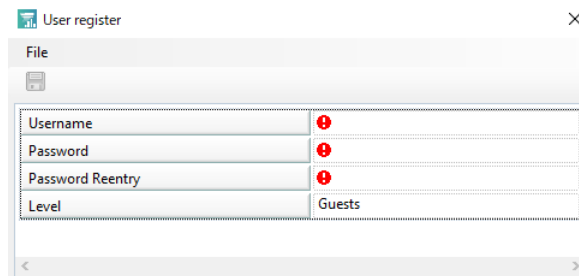 User register
File
Username
Password
Password Reentry
Level Guests